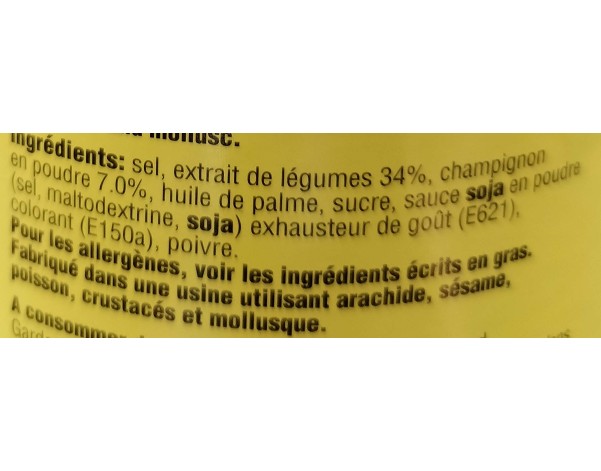 mollusc.
Ingrédients: sel, extrait de légumes 34%, champignon
en poudre 7.0%, huile de palme, sucre, sauce soja en poudre
(sel, maltodextrine, soja) exhausteur de goût (E621),
colorant (E150a), poivre.
Pour les allergènes, voir les ingrédients écrits en gras.
Fabriqué dans une usine utilisant arachide, sésame,
poisson, crustacés et mollusque.
A